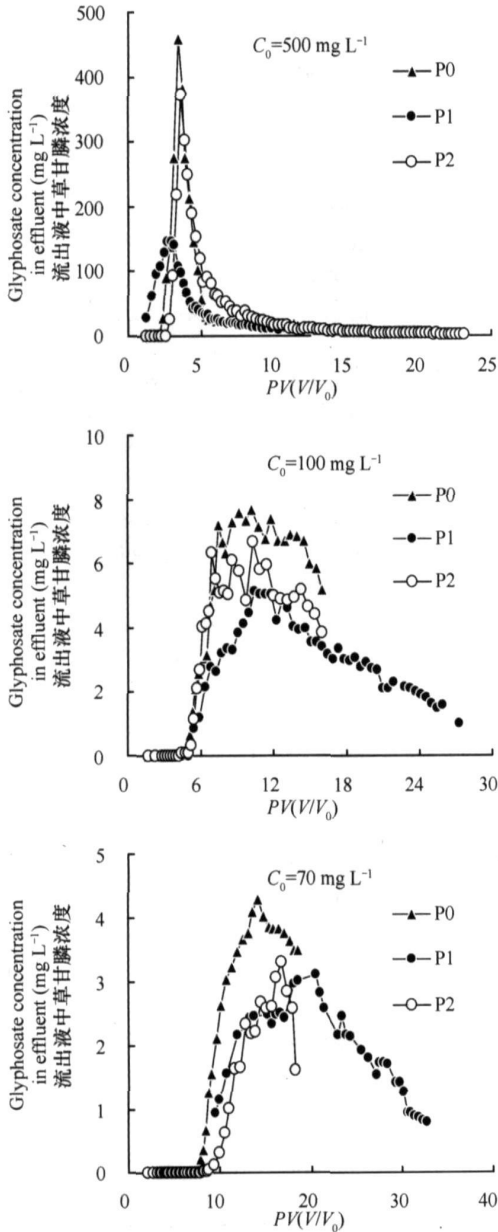 C₀=500 mg L⁻¹
P0
P1
P2
Glyphosate concentration
in effluent (mg L⁻¹)
流出液中草甘膦浓度
500
400
300
200
100
0
0 5 10 15 20 25
PV(V/V₀)
C₀=100 mg L⁻¹
P0
P1
P2
Glyphosate concentration
in effluent (mg L⁻¹)
流出液中草甘膦浓度
10
8
6
4
2
0
0 6 12 18 24 30
PV(V/V₀)
C₀=70 mg L⁻¹
P0
P1
P2
Glyphosate concentration
in effluent (mg L⁻¹)
流出液中草甘膦浓度
5
4
3
2
1
0
0 10 20 30 40
PV(V/V₀)